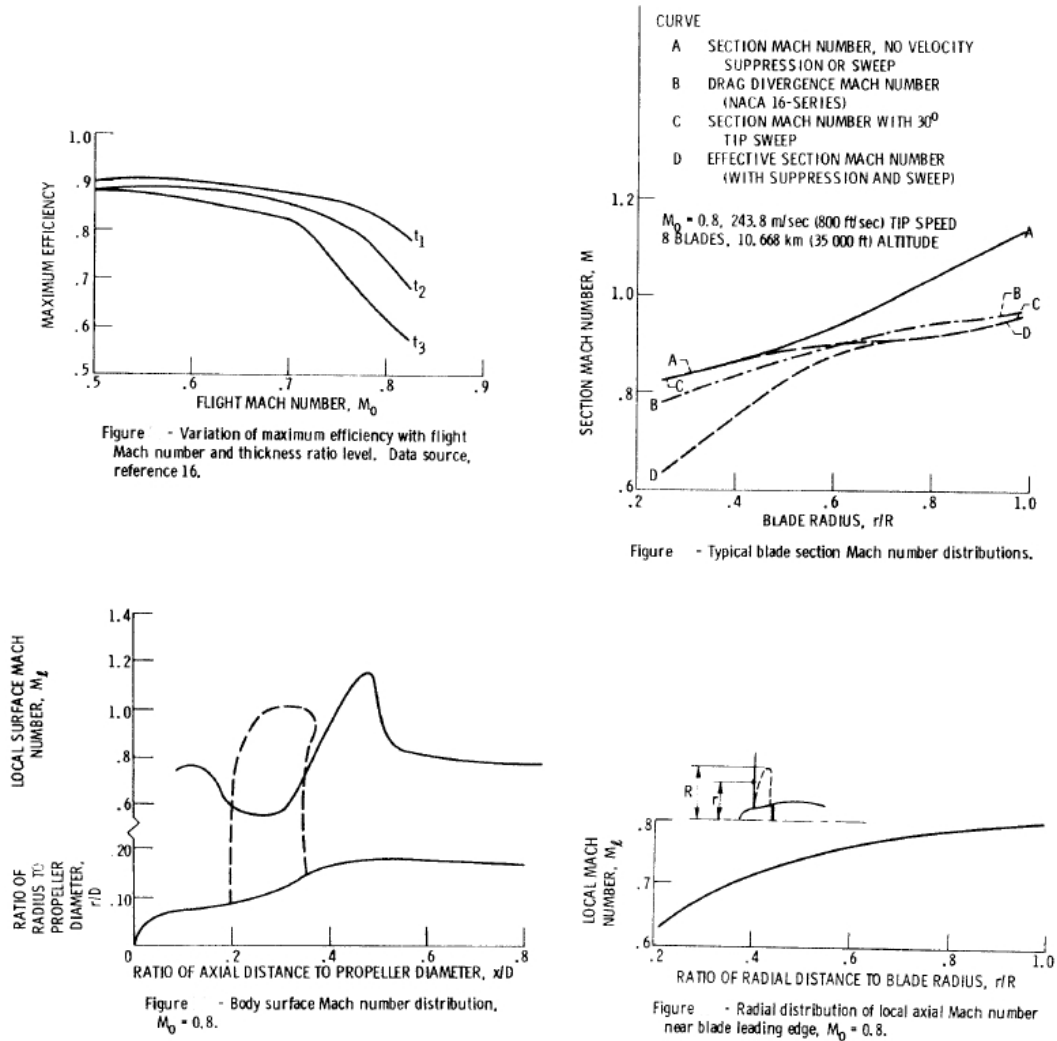 1.0
.9
.8
.7
.6
.5
MAXIMUM EFFICIENCY
t1
t2
t3
.5 .6 .7 .8 .9
FLIGHT MACH NUMBER, M0
Figure - Variation of maximum efficiency with flight
Mach number and thickness ratio level. Data source,
reference 16.
CURVE
A SECTION MACH NUMBER, NO VELOCITY
SUPPRESSION OR SWEEP
B DRAG DIVERGENCE MACH NUMBER
(NACA 16-SERIES)
C SECTION MACH NUMBER WITH 30⁰
TIP SWEEP
D EFFECTIVE SECTION MACH NUMBER
(WITH SUPPRESSION AND SWEEP)
M0 = 0.8, 243.8 m/sec (800 ft/sec) TIP SPEED
8 BLADES, 10.668 km (35 000 ft) ALTITUDE
1.2
1.0
.8
.6
SECTION MACH NUMBER, M
A
B
C
D
A
C
B
D
.2 .4 .6 .8 1.0
BLADE RADIUS, r/R
Figure - Typical blade section Mach number distributions.
LOCAL SURFACE MACH
NUMBER, Mℓ
1.4
1.2
1.0
.8
.6
RATIO OF
RADIUS TO
PROPELLER
DIAMETER,
r/D
.20
.10
0 .2 .4 .6 .8
RATIO OF AXIAL DISTANCE TO PROPELLER DIAMETER, x/D
Figure - Body surface Mach number distribution,
M0 = 0.8.
R
r
LOCAL MACH
NUMBER, Mℓ
.8
.7
.6
.2 .4 .6 .8 1.0
RATIO OF RADIAL DISTANCE TO BLADE RADIUS, r/R
Figure - Radial distribution of local axial Mach number
near blade leading edge, M0 = 0.8.